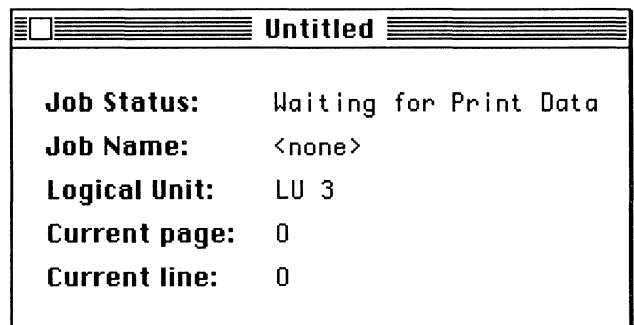 Untitled
Job Status: Waiting for Print Data
Job Name: <none>
Logical Unit: LU 3
Current page: 0
Current line: 0